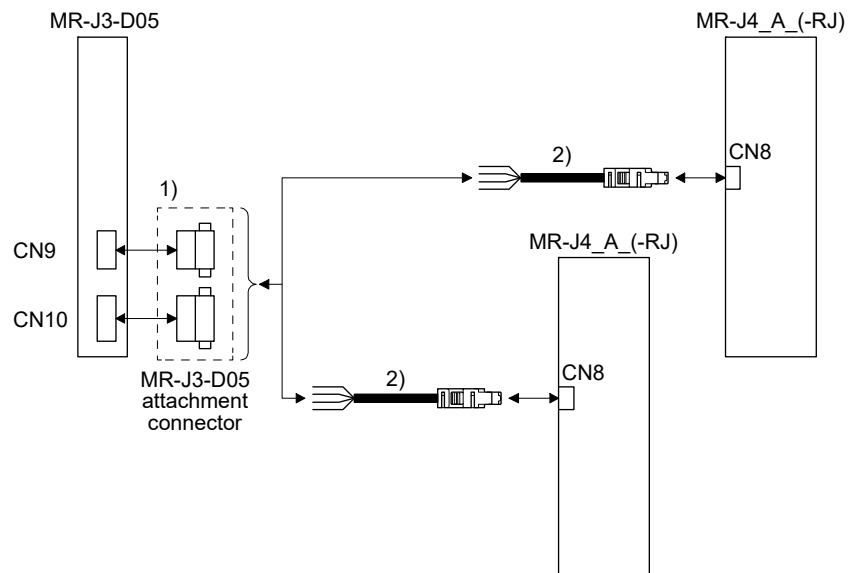 MR-J3-D05
MR-J4_A_(-RJ)
2)
CN8
1)
CN9
MR-J4_A_(-RJ)
CN10
MR-J3-D05
attachment
connector
2)
CN8